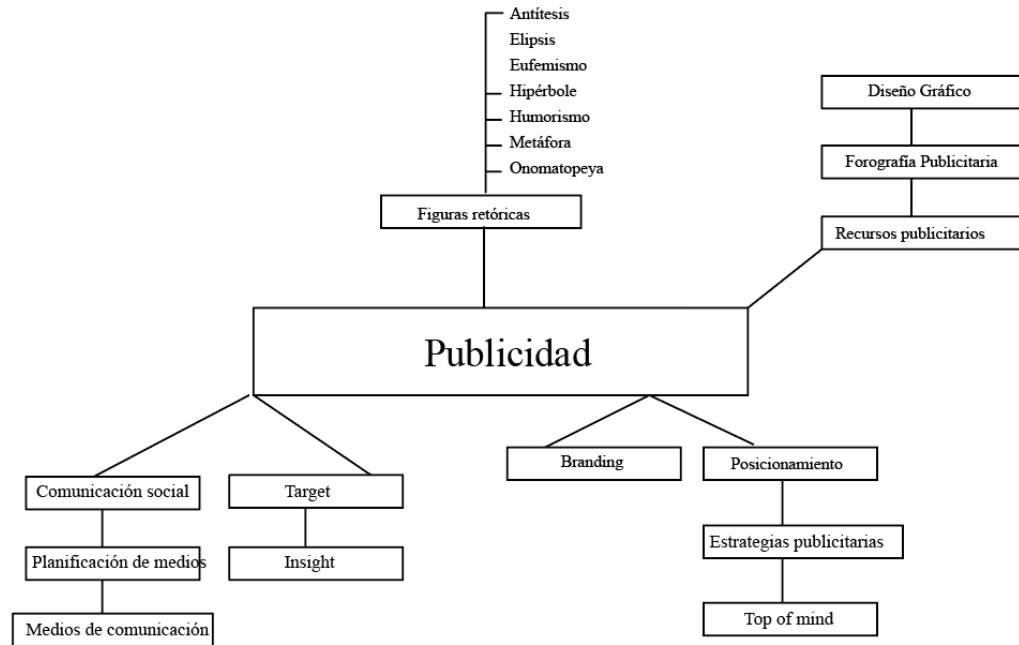 Antítesis
Elipsis
Eufemismo
Hipérbole
Humorismo
Metáfora
Onomatopeya
Figuras retóricas
Diseño Gráfico
Forografía Publicitaria
Recursos publicitarios
Publicidad
Comunicación social
Planificación de medios
Medios de comunicación
Target
Insight
Branding
Posicionamiento
Estrategias publicitarias
Top of mind